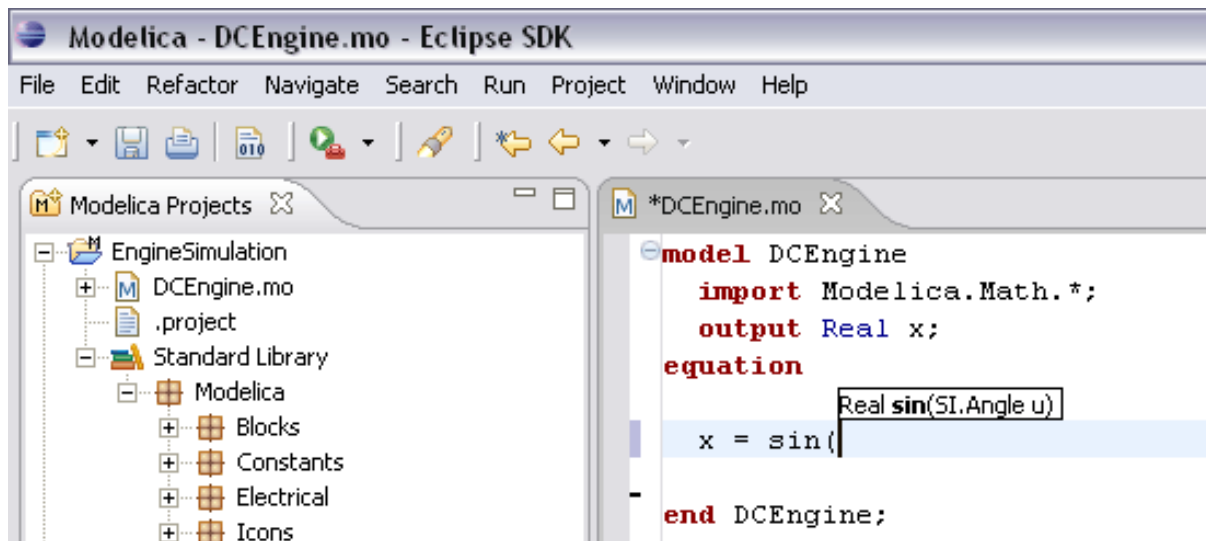 Modelica - DCEngine.mo - Eclipse SDK
File Edit Refactor Navigate Search Run Project Window Help
010
Modelica Projects
EngineSimulation
DCEngine.mo
.project
Standard Library
Modelica
Blocks
Constants
Electrical
Icons
*DCEngine.mo
model DCEngine
import Modelica.Math.*;
output Real x;
equation
Real sin(SI.Angle u)
x = sin(
end DCEngine;